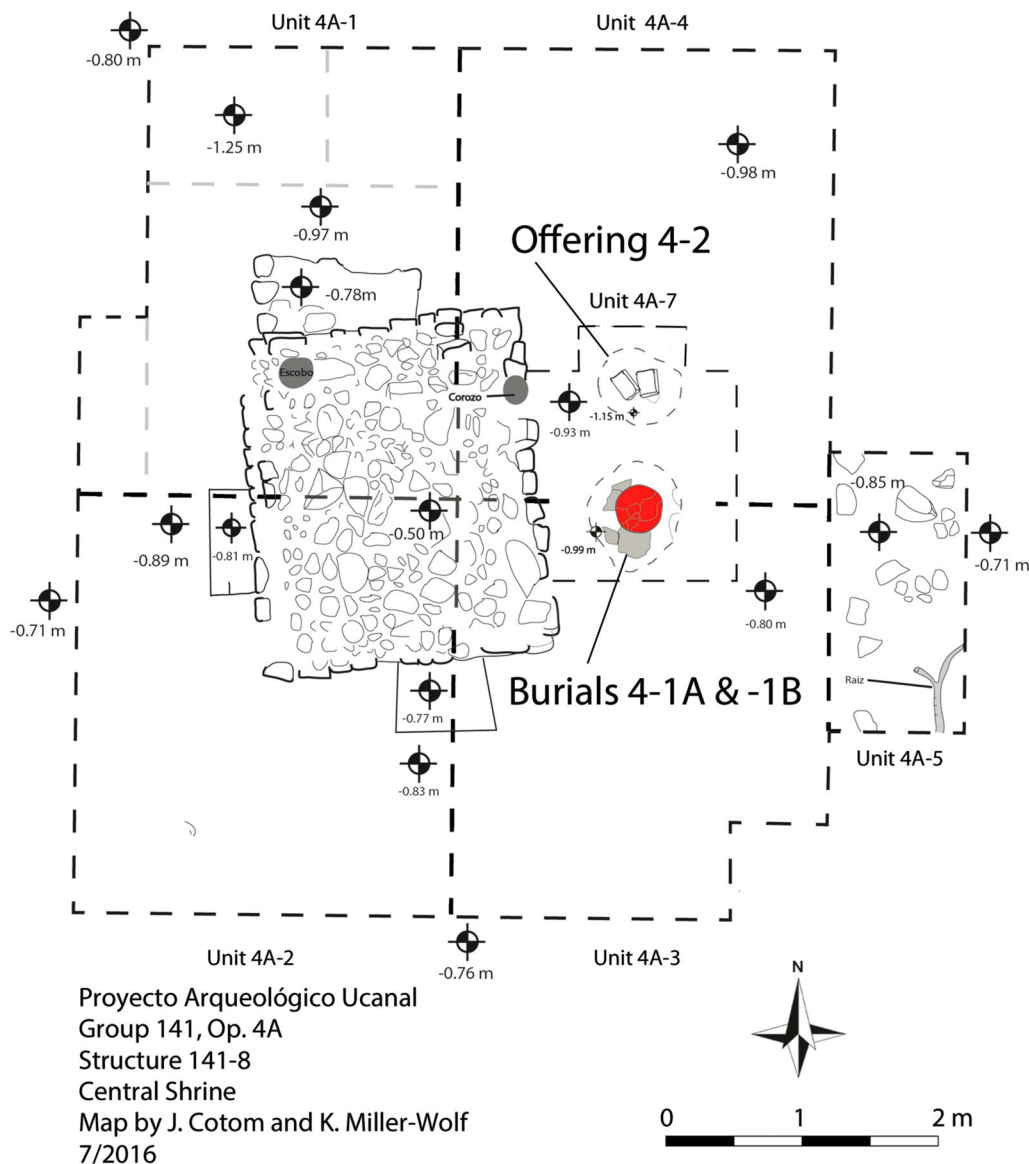 Unit 4A-1
Unit 4A-4
-0.80 m
-1.25 m
-0.98 m
-0.97 m
Offering 4-2
-0.78m
Unit 4A-7
Escobo
Corozo
-0.93 m
-1.15 m
-0.85 m
-0.50 m
-0.89 m
-0.81 m
-0.99 m
-0.71 m
-0.71 m
-0.80 m
Burials 4-1A & -1B
Raiz
-0.77 m
Unit 4A-5
-0.83 m
Unit 4A-2
-0.76 m
Unit 4A-3
N
Proyecto Arqueológico Ucanal
Group 141, Op. 4A
Structure 141-8
Central Shrine
Map by J. Cotom and K. Miller-Wolf
7/2016
0 1 2 m